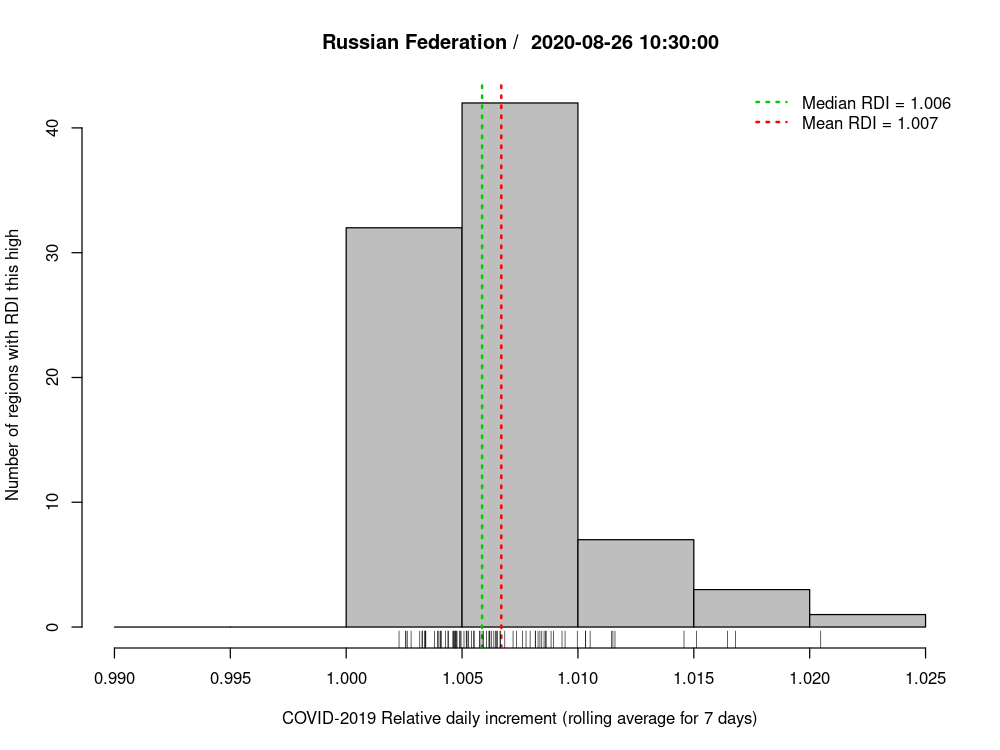 Russian Federation /  2020-08-26 10:30:00
Median RDI = 1.006
Mean RDI = 1.007
Number of regions with RDI this high
40
30
20
10
0
0.990 0.995 1.000 1.005 1.010 1.015 1.020 1.025
COVID-2019 Relative daily increment (rolling average for 7 days)